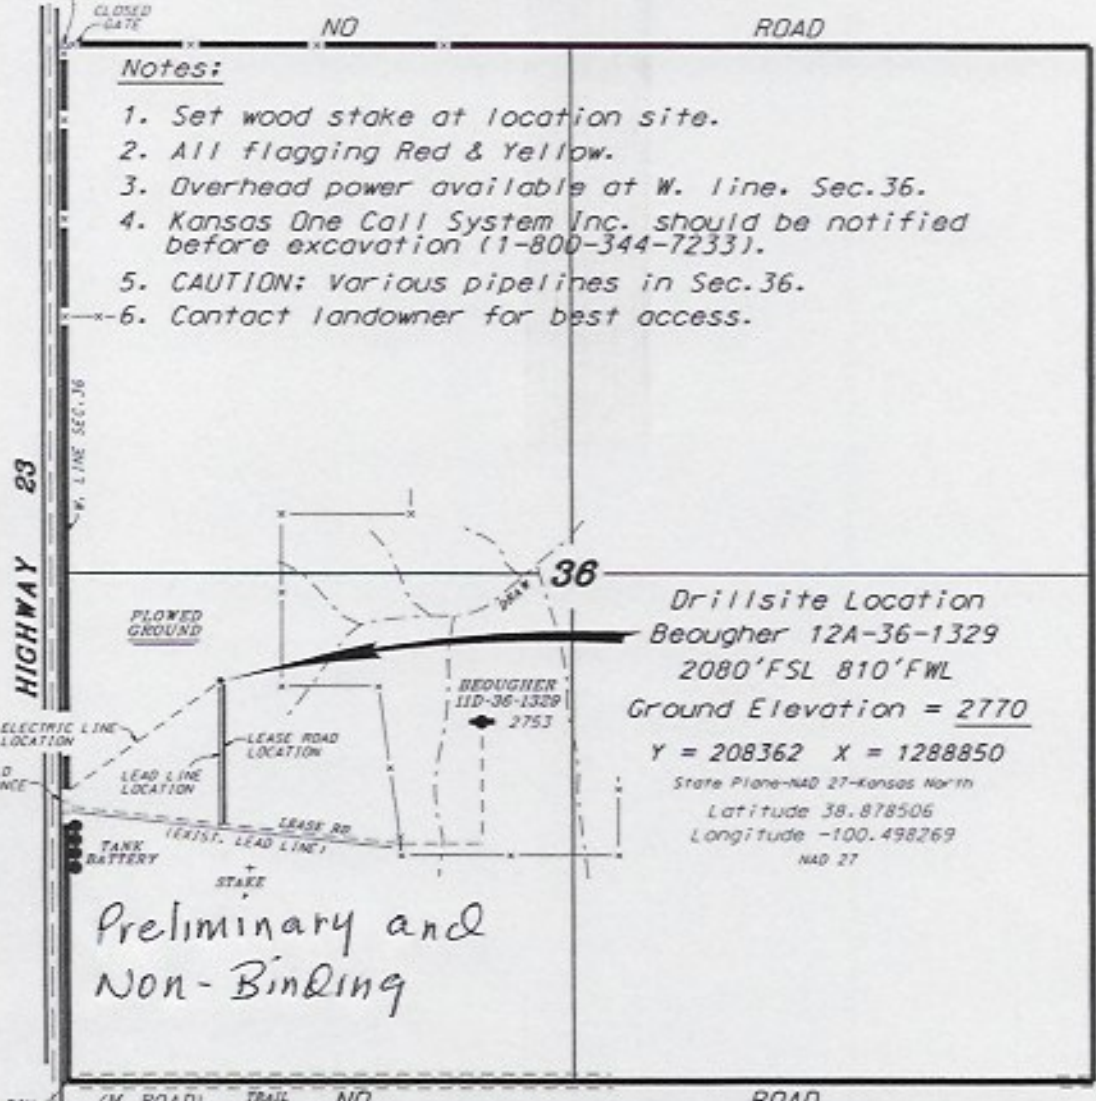 CLOSED
GATE
NO ROAD
Notes:
1. Set wood stake at location site.
2. All flagging Red & Yellow.
3. Overhead power available at W. line. Sec.36.
4. Kansas One Call System Inc. should be notified
before excavation (1-800-344-7233).
5. CAUTION: Various pipelines in Sec.36.
6. Contact landowner for best access.
W. LINE SEC.36
HIGHWAY 23
36
DRAW
PLOWED
GROUND
Drillsite Location
Beougher 12A-36-1329
2080'FSL 810'FWL
Ground Elevation = 2770
Y = 208362 X = 1288850
State Plane-NAD 27-Kansas North
Latitude 38.878506
Longitude -100.498269
NAD 27
BEOUGHER
11D-36-1329
2753
ELECTRIC LINE
LOCATION
LEASE ROAD
LOCATION
LEAD LINE
LOCATION
LEASE RD.
(EXIST. LEAD LINE)
TANK
BATTERY
STAKE
Preliminary and
Non-Binding
TRAIL NO ROAD